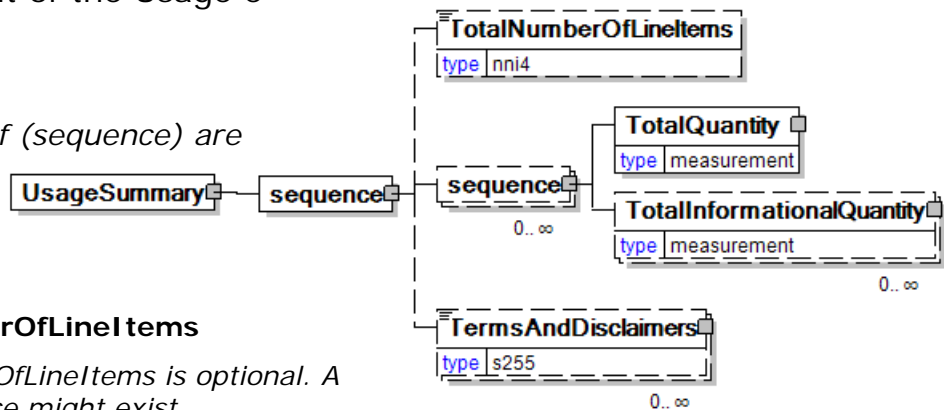 t of the Usage o
TotalNumberOfLineItems
type nni4
f (sequence) are
TotalQuantity
type measurement
UsageSummary
sequence
sequence
0.. ∞
TotalInformationalQuantity
type measurement
0.. ∞
rOfLineItems
TermsAndDisclaimers
type s255
OfLineItems is optional. A
se might exist
0.. ∞